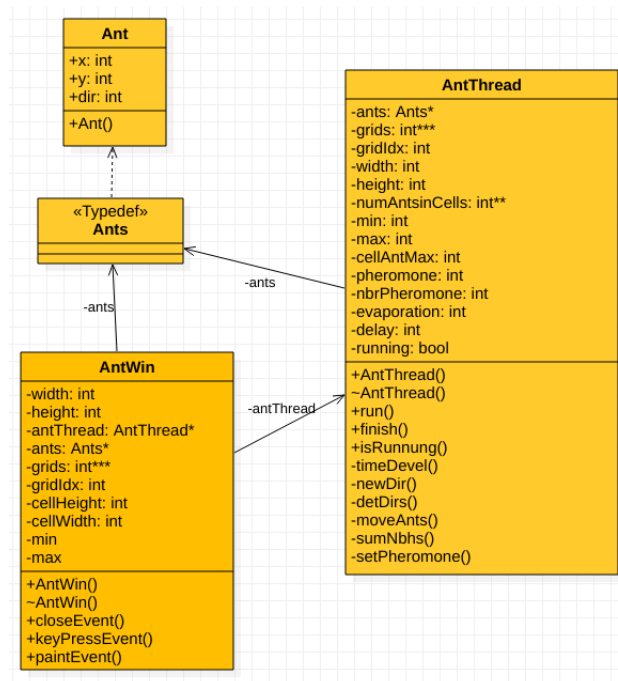 Ant
+x: int
+y: int
+dir: int
+Ant()
«Typedef»
Ants
-ants
-ants
AntWin
-width: int
-height: int
-antThread: AntThread*
-ants: Ants*
-grids: int***
-gridIdx: int
-cellHeight: int
-cellWidth: int
-min
-max
+AntWin()
~AntWin()
+closeEvent()
+keyPressEvent()
+paintEvent()
-antThread
AntThread
-ants: Ants*
-grids: int***
-gridIdx: int
-width: int
-height: int
-numAntsinCells: int**
-min: int
-max: int
-cellAntMax: int
-pheromone: int
-nbrPheromone: int
-evaporation: int
-delay: int
-running: bool
+AntThread()
~AntThread()
+run()
+finish()
+isRunnung()
-timeDevel()
-newDir()
-detDirs()
-moveAnts()
-sumNbhs()
-setPheromone()